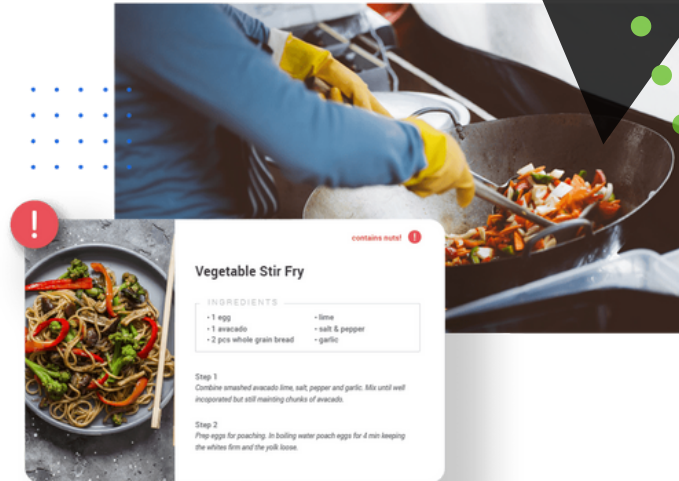 !
contains nuts! !
Vegetable Stir Fry
INGREDIENTS
• 1 egg
• 1 avacado
• 2 pcs whole grain bread
• lime
• salt & pepper
• garlic
Step 1
Combine smashed avacado lime, salt, pepper and garlic. Mix until well
incoporated but still mainting chunks of avacado.
Step 2
Prep eggs for poaching. In boiling water poach eggs for 4 min keeping
the whites firm and the yolk loose.